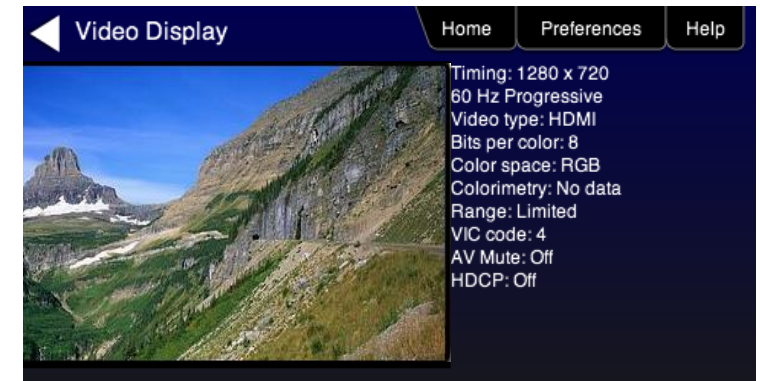 Video Display
Home
Preferences
Help
Timing: 1280 x 720
60 Hz Progressive
Video type: HDMI
Bits per color: 8
Color space: RGB
Colorimetry: No data
Range: Limited
VIC code: 4
AV Mute: Off
HDCP: Off